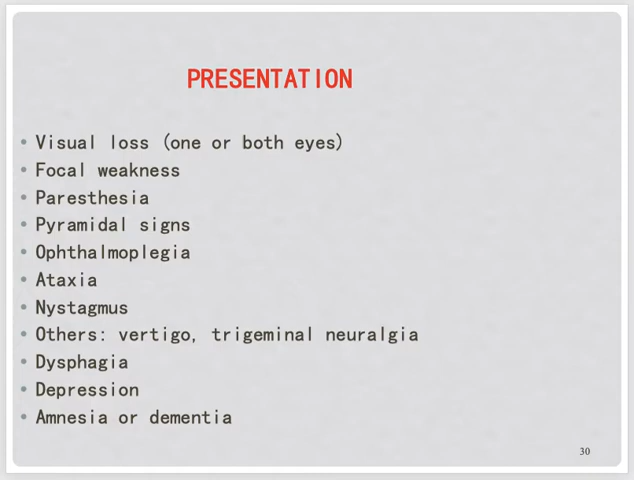 PRESENTATION
• Visual loss (one or both eyes)
• Focal weakness
• Paresthesia
• Pyramidal signs
• Ophthalmoplegia
• Ataxia
• Nystagmus
• Others: vertigo, trigeminal neuralgia
• Dysphagia
• Depression
• Amnesia or dementia
30